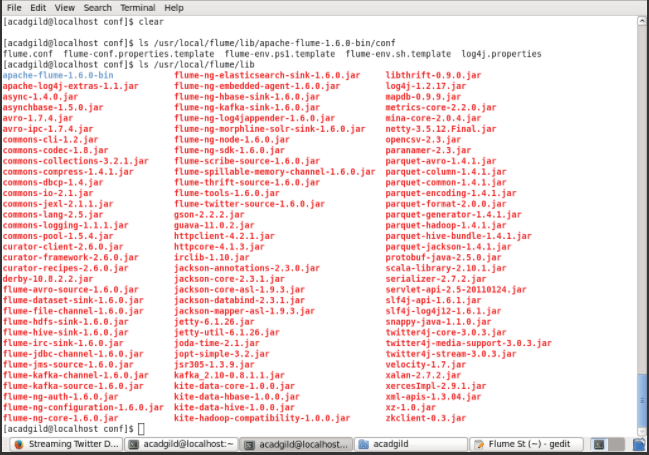 File Edit View Search Terminal Help
[acadgild@localhost conf]$ clear
[acadgild@localhost conf]$ ls /usr/local/flume/lib/apache-flume-1.6.0-bin/conf
flume.conf flume-conf.properties.template flume-env.ps1.template flume-env.sh.template log4j.properties
[acadgild@localhost conf]$ ls /usr/local/flume/lib
apache-flume-1.6.0-bin flume-ng-elasticsearch-sink-1.6.0.jar libthrift-0.9.0.jar
apache-log4j-extras-1.1.jar flume-ng-embedded-agent-1.6.0.jar log4j-1.2.17.jar
async-1.4.0.jar flume-ng-hbase-sink-1.6.0.jar mapdb-0.9.9.jar
asynchbase-1.5.0.jar flume-ng-kafka-sink-1.6.0.jar metrics-core-2.2.0.jar
avro-1.7.4.jar flume-ng-log4jappender-1.6.0.jar mina-core-2.0.4.jar
avro-ipc-1.7.4.jar flume-ng-morphline-solr-sink-1.6.0.jar netty-3.5.12.Final.jar
commons-cli-1.2.jar flume-ng-node-1.6.0.jar opencsv-2.3.jar
commons-codec-1.8.jar flume-ng-sdk-1.6.0.jar paranamer-2.3.jar
commons-collections-3.2.1.jar flume-scribe-source-1.6.0.jar parquet-avro-1.4.1.jar
commons-compress-1.4.1.jar flume-spillable-memory-channel-1.6.0.jar parquet-column-1.4.1.jar
commons-dbcp-1.4.jar flume-thrift-source-1.6.0.jar parquet-common-1.4.1.jar
commons-io-2.1.jar flume-tools-1.6.0.jar parquet-encoding-1.4.1.jar
commons-jexl-2.1.1.jar flume-twitter-source-1.6.0.jar parquet-format-2.0.0.jar
commons-lang-2.5.jar gson-2.2.2.jar parquet-generator-1.4.1.jar
commons-logging-1.1.1.jar guava-11.0.2.jar parquet-hadoop-1.4.1.jar
commons-pool-1.5.4.jar httpclient-4.2.1.jar parquet-hive-bundle-1.4.1.jar
curator-client-2.6.0.jar httpcore-4.1.3.jar parquet-jackson-1.4.1.jar
curator-framework-2.6.0.jar irclib-1.10.jar protobuf-java-2.5.0.jar
curator-recipes-2.6.0.jar jackson-annotations-2.3.0.jar scala-library-2.10.1.jar
derby-10.8.2.2.jar jackson-core-2.3.1.jar serializer-2.7.2.jar
flume-avro-source-1.6.0.jar jackson-core-asl-1.9.3.jar servlet-api-2.5-20110124.jar
flume-dataset-sink-1.6.0.jar jackson-databind-2.3.1.jar slf4j-api-1.6.1.jar
flume-file-channel-1.6.0.jar jackson-mapper-asl-1.9.3.jar slf4j-log4j12-1.6.1.jar
flume-hdfs-sink-1.6.0.jar jetty-6.1.26.jar snappy-java-1.1.0.jar
flume-hive-sink-1.6.0.jar jetty-util-6.1.26.jar twitter4j-core-3.0.3.jar
flume-irc-sink-1.6.0.jar joda-time-2.1.jar twitter4j-media-support-3.0.3.jar
flume-jdbc-channel-1.6.0.jar jopt-simple-3.2.jar twitter4j-stream-3.0.3.jar
flume-jms-source-1.6.0.jar jsr305-1.3.9.jar velocity-1.7.jar
flume-kafka-channel-1.6.0.jar kafka_2.10-0.8.1.1.jar xalan-2.7.2.jar
flume-kafka-source-1.6.0.jar kite-data-core-1.0.0.jar xercesImpl-2.9.1.jar
flume-ng-auth-1.6.0.jar kite-data-hbase-1.0.0.jar xml-apis-1.3.04.jar
flume-ng-configuration-1.6.0.jar kite-data-hive-1.0.0.jar xz-1.0.jar
flume-ng-core-1.6.0.jar kite-hadoop-compatibility-1.0.0.jar zkclient-0.3.jar
[acadgild@localhost conf]$
Streaming Twitter D... acadgild@localhost:~ acadgild@localhost... acadgild Flume St (~) - gedit